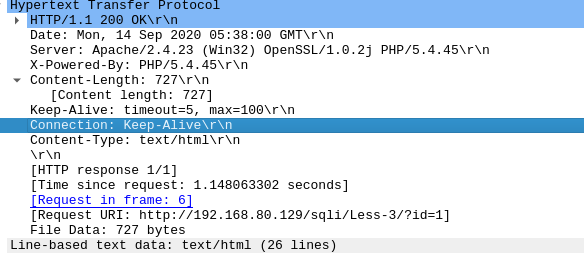 Hypertext Transfer Protocol
HTTP/1.1 200 OK\r\n
Date: Mon, 14 Sep 2020 05:38:00 GMT\r\n
Server: Apache/2.4.23 (Win32) OpenSSL/1.0.2j PHP/5.4.45\r\n
X-Powered-By: PHP/5.4.45\r\n
Content-Length: 727\r\n
[Content length: 727]
Keep-Alive: timeout=5, max=100\r\n
Connection: Keep-Alive\r\n
Content-Type: text/html\r\n
\r\n
[HTTP response 1/1]
[Time since request: 1.148063302 seconds]
[Request in frame: 6]
[Request URI: http://192.168.80.129/sqli/Less-3/?id=1]
File Data: 727 bytes
Line-based text data: text/html (26 lines)